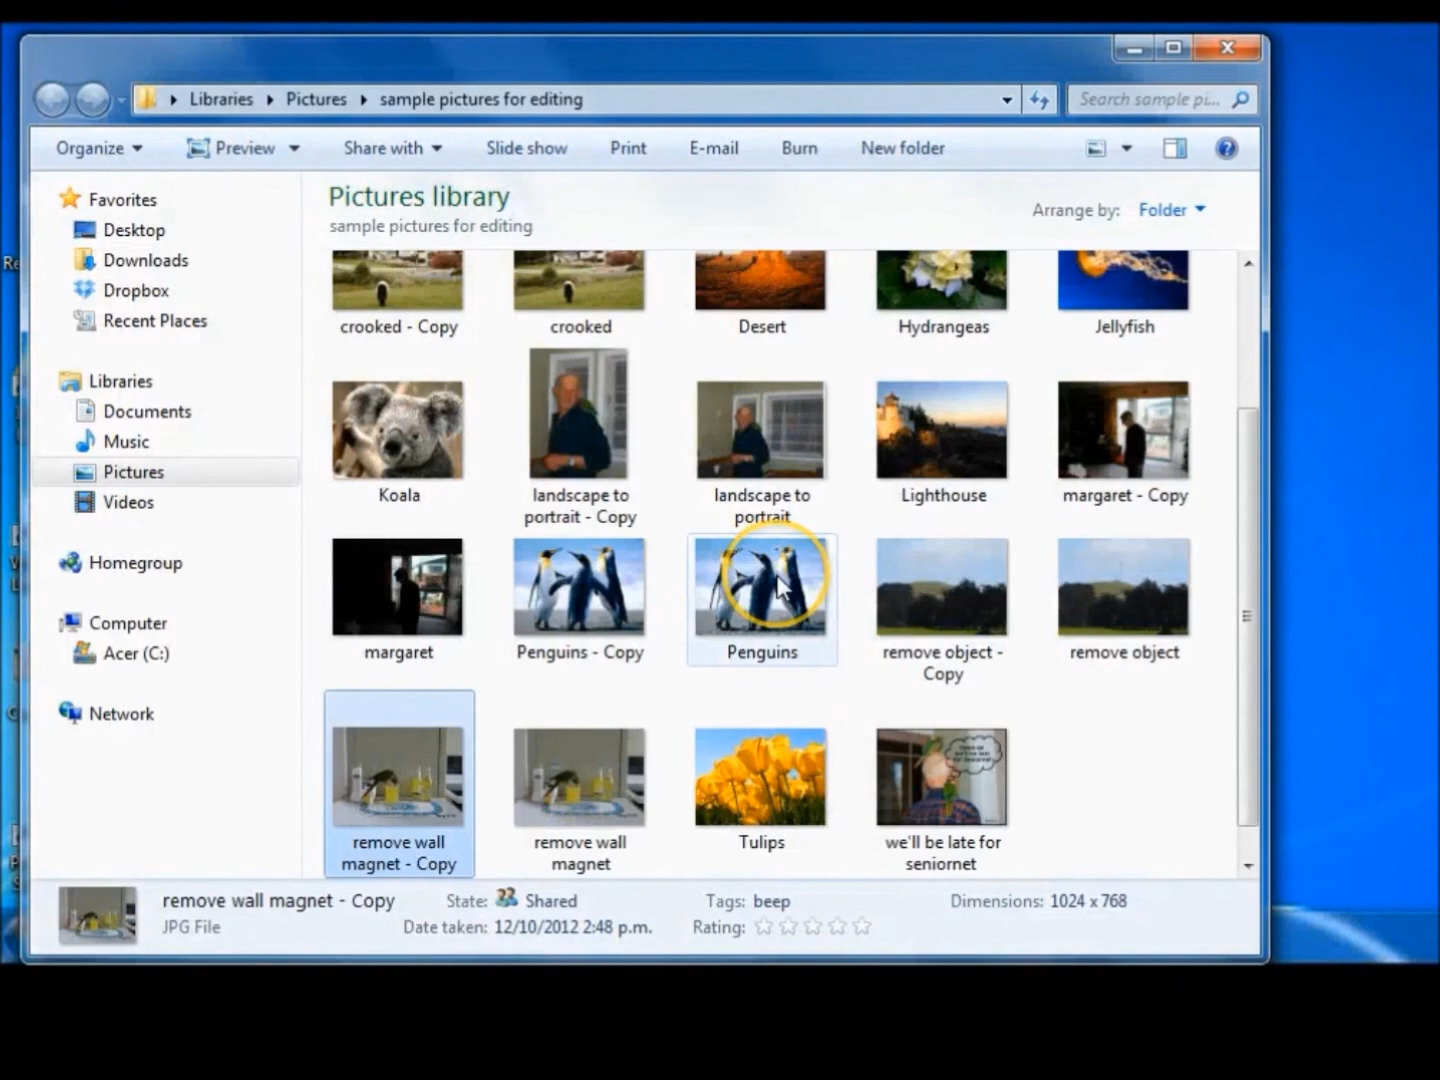 Libraries Pictures sample pictures for editing
Search sample pi...
Organize Preview Share with Slide show Print E-mail Burn New folder
Favorites
Desktop
Downloads
Dropbox
Recent Places
Libraries
Documents
Music
Pictures
Videos
Homegroup
Computer
Acer (C:)
Network
Pictures library
sample pictures for editing
Arrange by: Folder
crooked - Copy
crooked
Desert
Hydrangeas
Jellyfish
Koala
landscape to
portrait - Copy
landscape to
portrait
Lighthouse
margaret - Copy
margaret
Penguins - Copy
Penguins
remove object -
Copy
remove object
remove wall
magnet - Copy
remove wall
magnet
Tulips
we'll be late for
seniornet
remove wall magnet - Copy
JPG File
State: Shared
Date taken: 12/10/2012 2:48 p.m.
Tags: beep
Rating:
Dimensions: 1024 x 768
Re